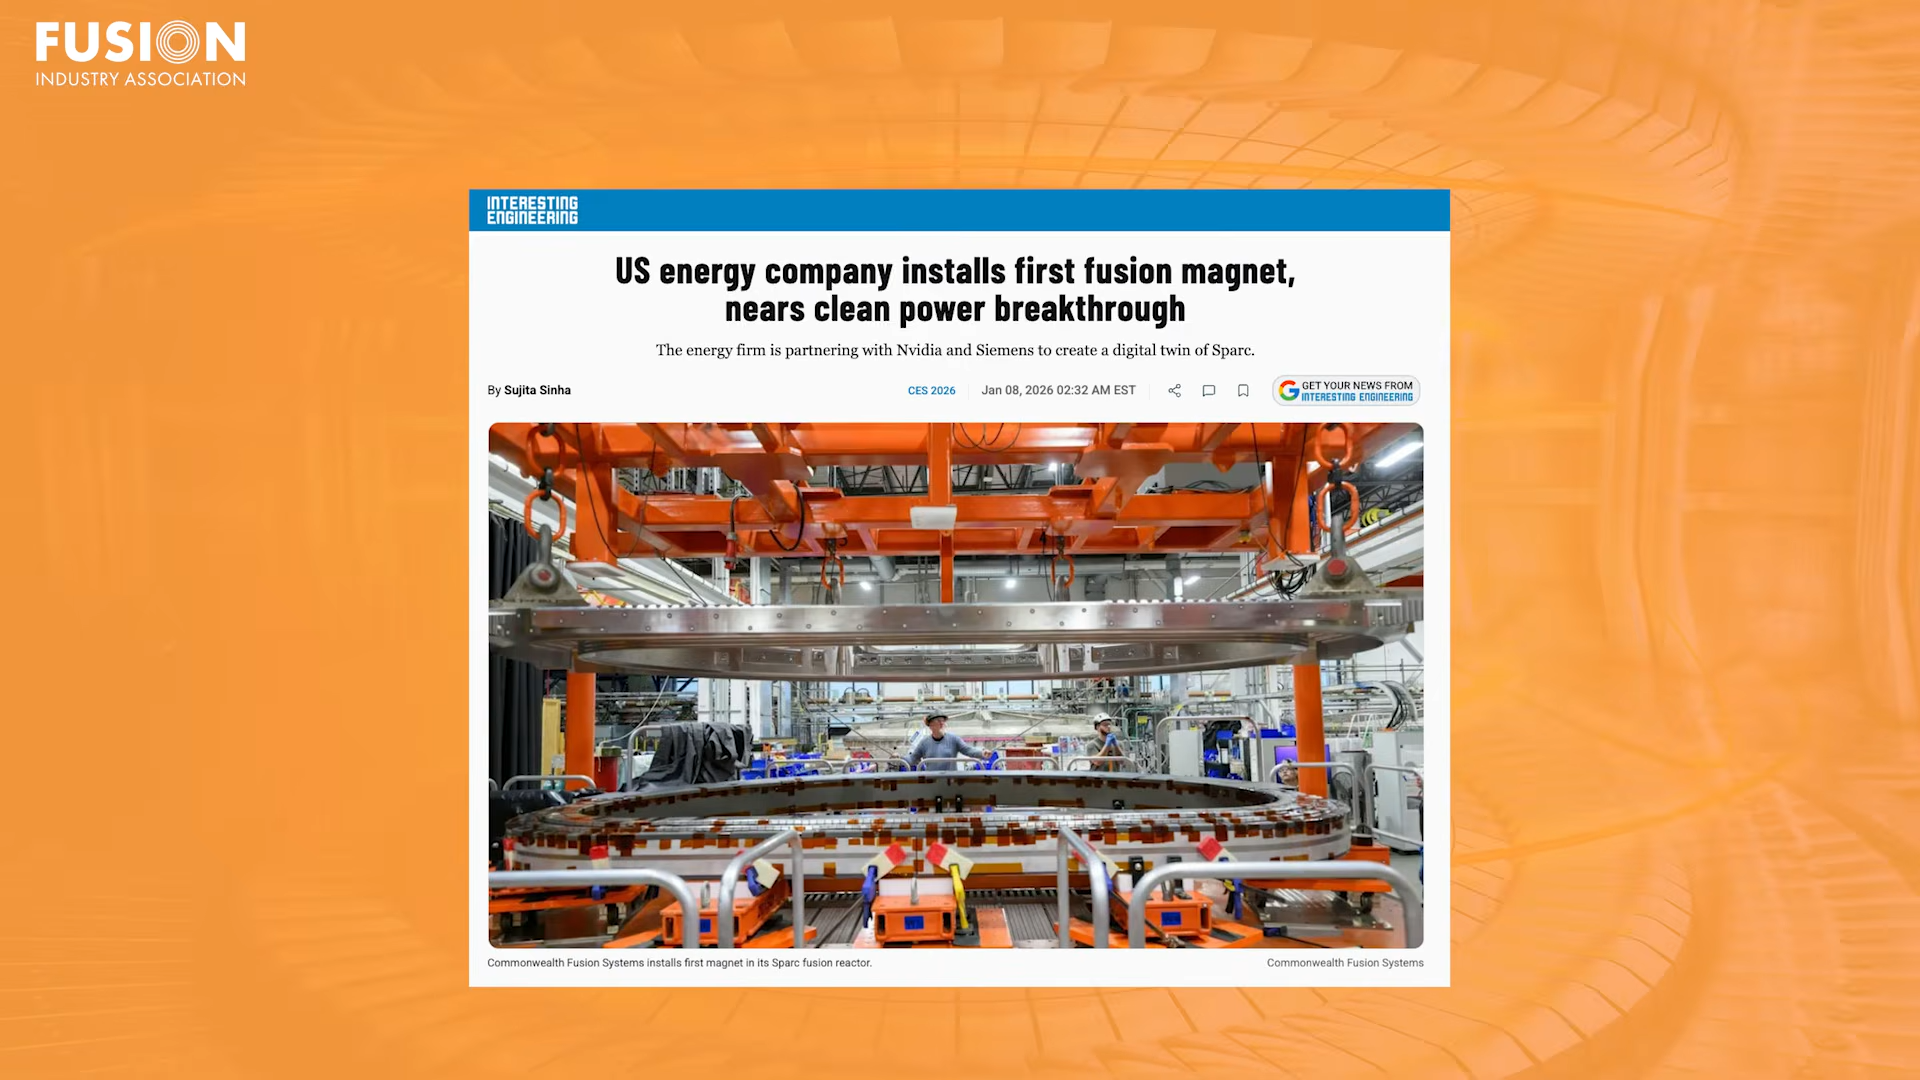 FUSION
INDUSTRY ASSOCIATION
INTERESTING
ENGINEERING
US energy company installs first fusion magnet,
nears clean power breakthrough
The energy firm is partnering with Nvidia and Siemens to create a digital twin of Sparc.
By Sujita Sinha
CES 2026
Jan 08, 2026 02:32 AM EST
GET YOUR NEWS FROM
INTERESTING ENGINEERING
Commonwealth Fusion Systems installs first magnet in its Sparc fusion reactor.
Commonwealth Fusion Systems